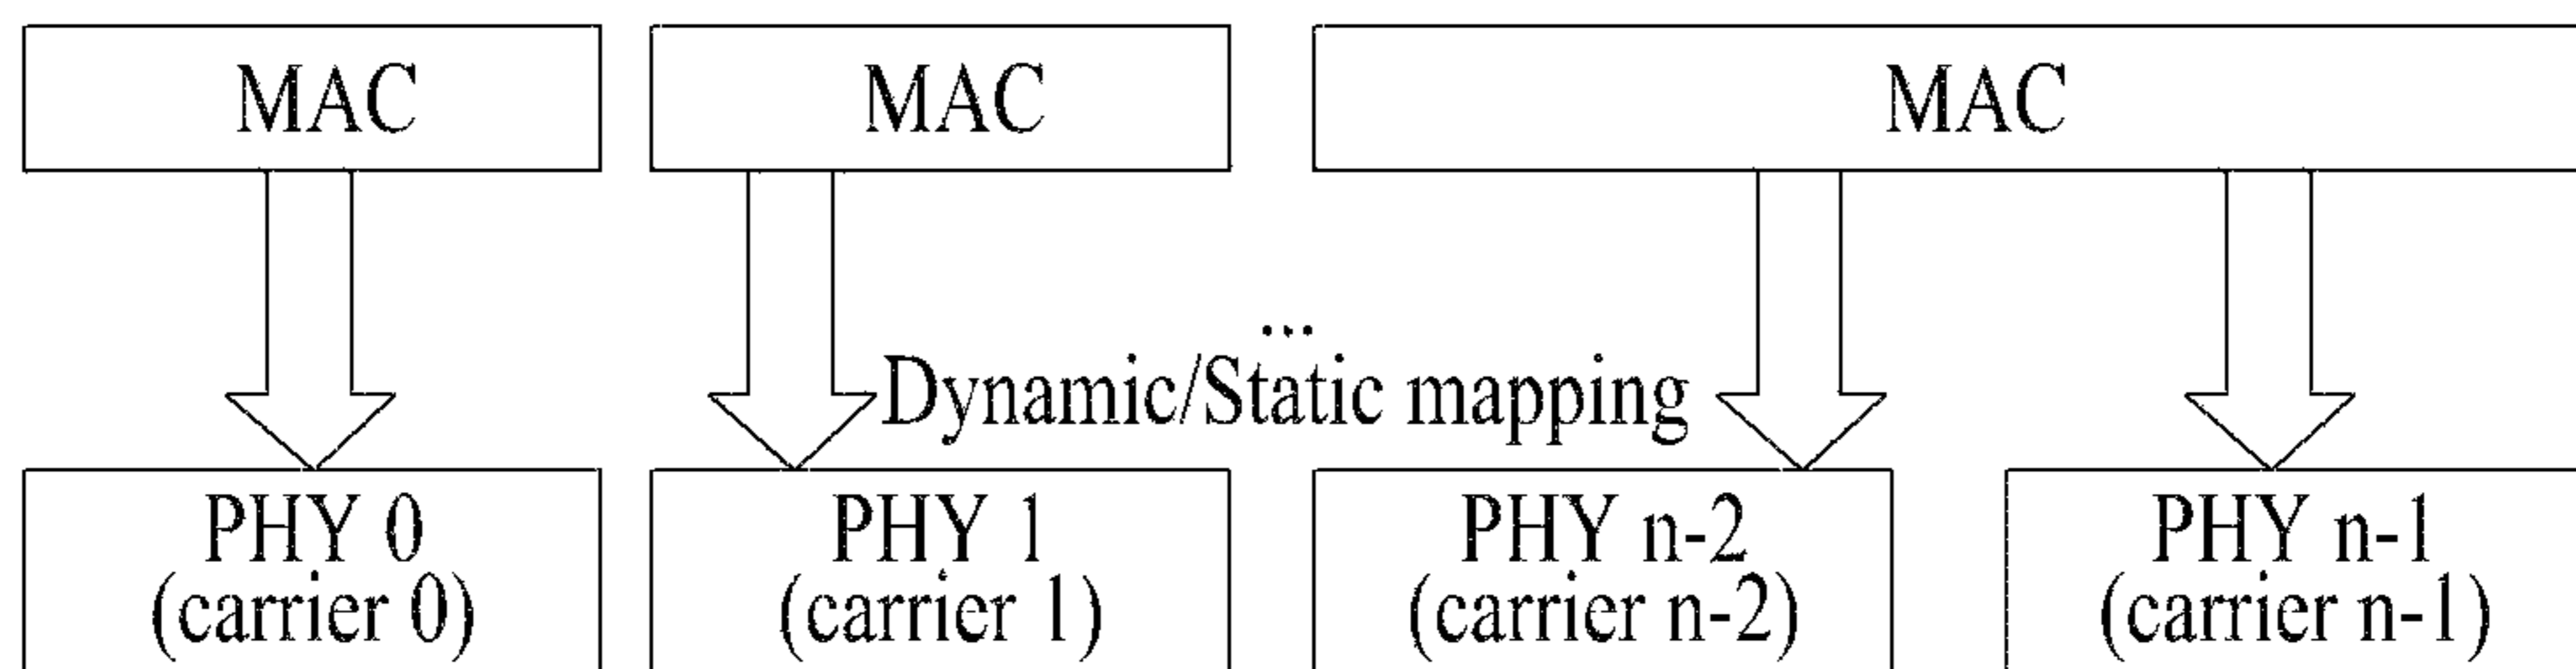 MAC MAC MAC
...
Dynamic/Static mapping
PHY 0 PHY 1 PHY n-2 PHY n-1
(carrier 0) (carrier 1) (carrier n-2) (carrier n-1)